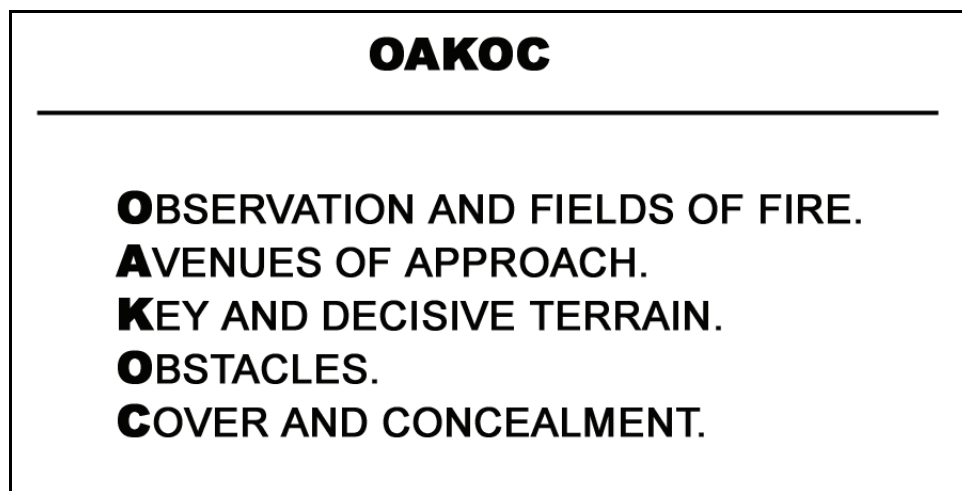 OAKOC
OBSERVATION AND FIELDS OF FIRE.
AVENUES OF APPROACH.
KEY AND DECISIVE TERRAIN.
OBSTACLES.
COVER AND CONCEALMENT.